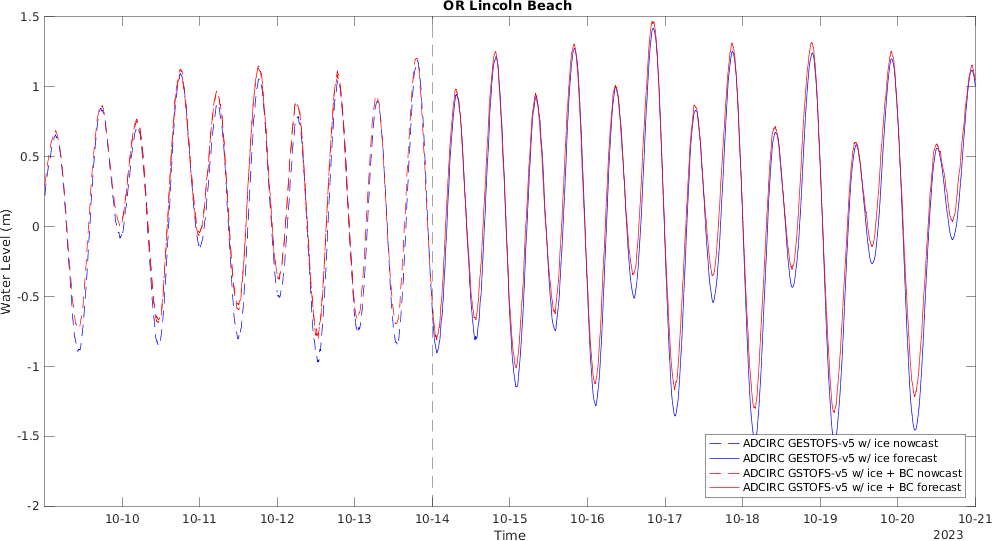 OR Lincoln Beach
1.5
1
0.5
0
-0.5
-1
-1.5
-2
Water Level (m)
ADCIRC GESTOFS-v5 w/ ice nowcast
ADCIRC GESTOFS-v5 w/ ice forecast
ADCIRC GSTOFS-v5 w/ ice + BC nowcast
ADCIRC GSTOFS-v5 w/ ice + BC forecast
10-10 10-11 10-12 10-13 10-14 10-15 10-16 10-17 10-18 10-19 10-20 10-21
Time
2023